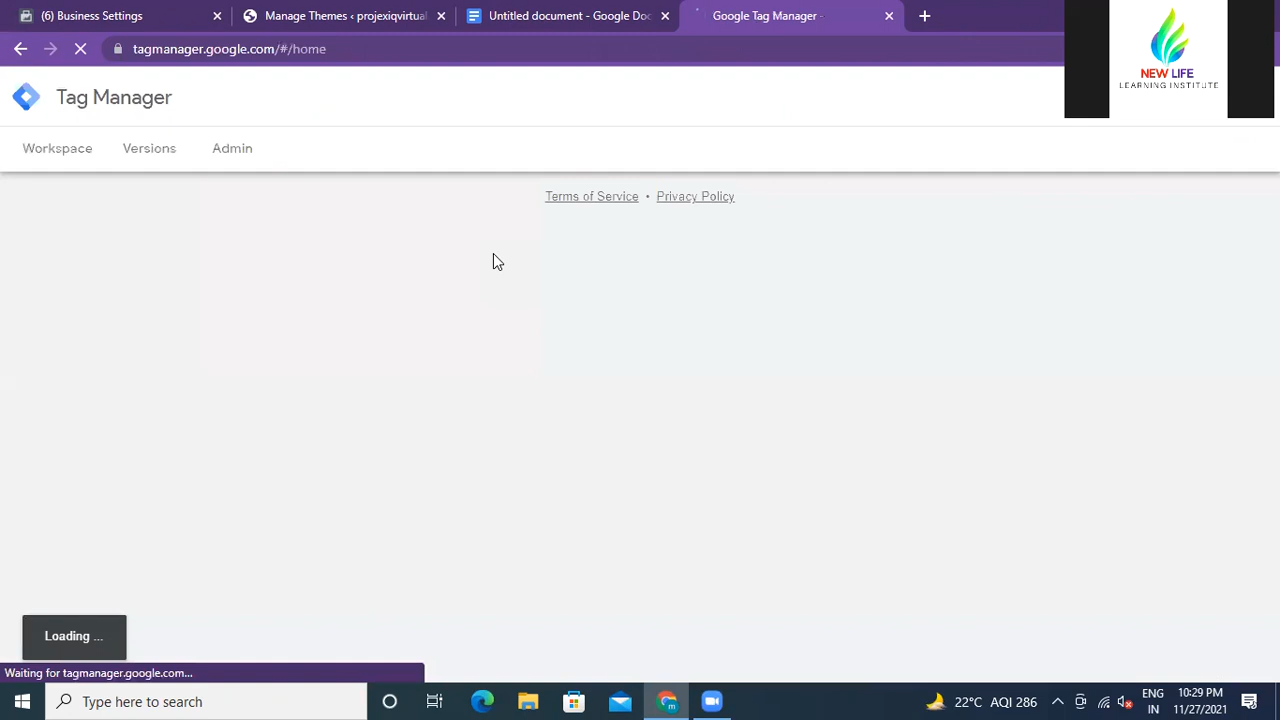 (6) Business Settings
Manage Themes ‹ projexiqvirtual
Untitled document - Google Doc
Google Tag Manager
tagmanager.google.com/#/home
NEW LIFE
LEARNING INSTITUTE
Tag Manager
Workspace Versions Admin
Terms of Service • Privacy Policy
Loading ...
Waiting for tagmanager.google.com...
Type here to search
22°C AQI 286
ENG
IN
10:29 PM
11/27/2021